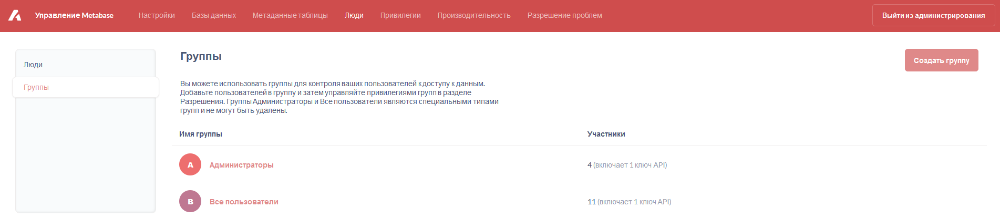 Управление Metabase Настройки Базы данных Метаданные таблицы Люди Привилегии Производительность Разрешение проблем Выйти из администрирования
Люди
Группы
Группы
Создать группу
Вы можете использовать группы для контроля ваших пользователей к доступу к данным.
Добавьте пользователей в группу и затем управляйте привилегиями групп в разделе
Разрешения. Группы Администраторы и Все пользователи являются специальными типами
групп и не могут быть удалены.
Имя группы Участники
А Администраторы 4 (включает 1 ключ API)
В Все пользователи 11 (включает 1 ключ API)